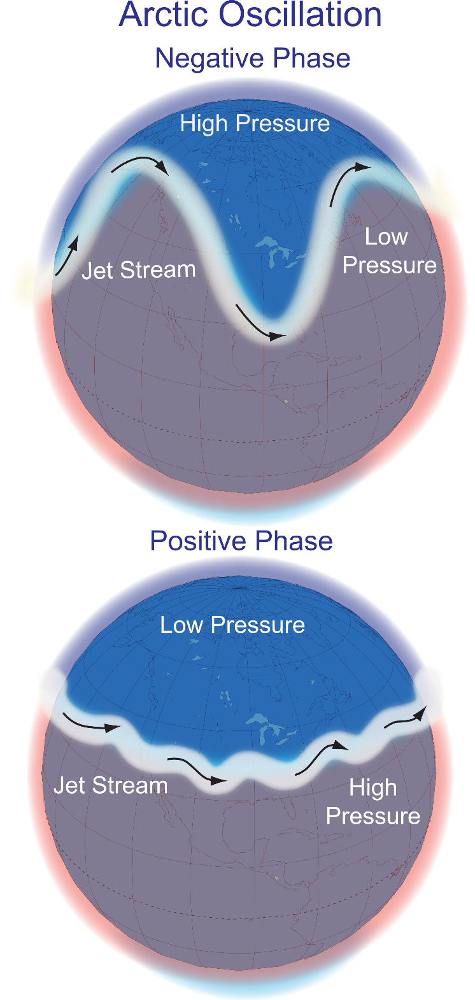 Arctic Oscillation
Negative Phase
High Pressure
Low
Pressure
Jet Stream
Positive Phase
Low Pressure
Jet Stream
High
Pressure